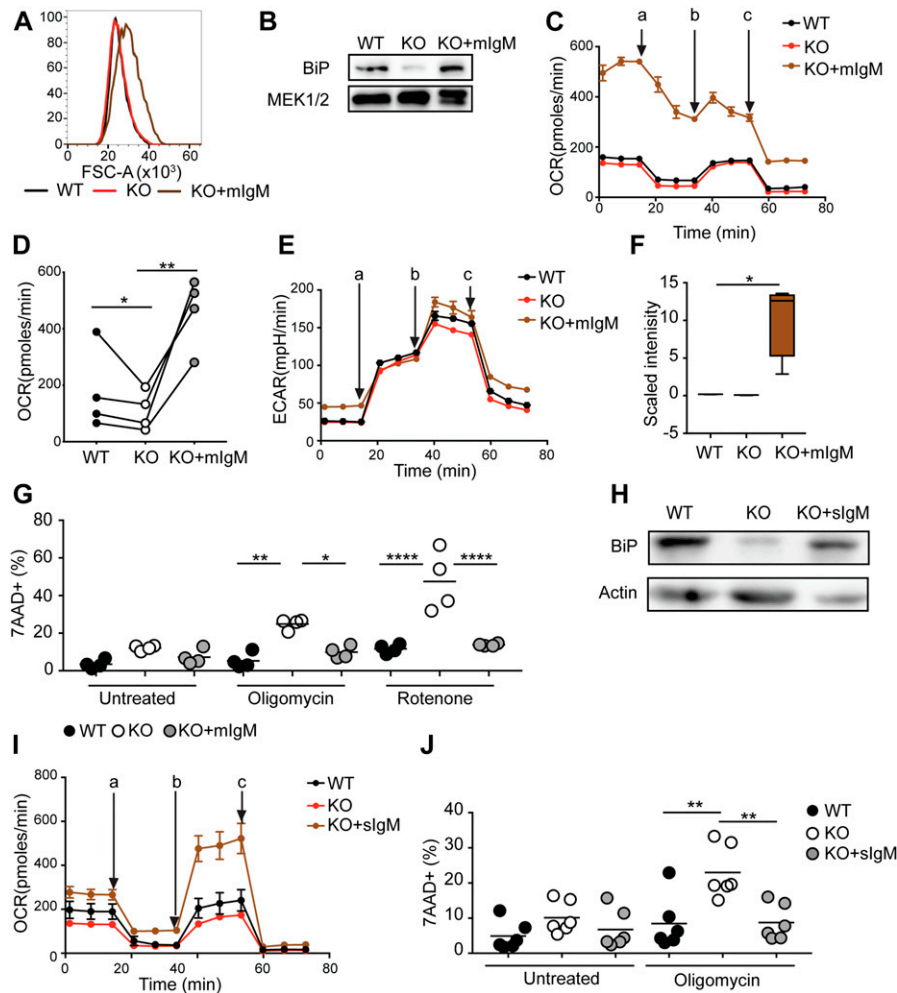 A
100
80
60
40
20
0
0 20 40 60
FSC-A (x10³)
WT KO KO+mIgM
B
WT KO KO+mIgM
BiP
MEK1/2
C
a b c
WT
KO
KO+mIgM
OCR(pmoles/min)
600
400
200
0
0 20 40 60 80
Time (min)
D
** 
*
OCR(pmoles/min)
600
400
200
0
WT KO KO+mIgM
E
a b c
WT
KO
KO+mIgM
ECAR(mpH/min)
200
150
100
50
0
0 20 40 60 80
Time (min)
F
*
Scaled intenisity
15
10
5
0
-5
WT KO KO+mIgM
G
7AAD+ (%)
80
60
40
20
0
** * **** ****
Untreated Oligomycin Rotenone
WT KO KO+mIgM
H
WT KO KO+sIgM
BiP
Actin
I
a b c
WT
KO
KO+sIgM
OCR(pmoles/min)
800
600
400
200
0
0 20 40 60 80
Time (min)
J
7AAD+ (%)
40
30
20
10
0
** **
WT
KO
KO+sIgM
Untreated Oligomycin